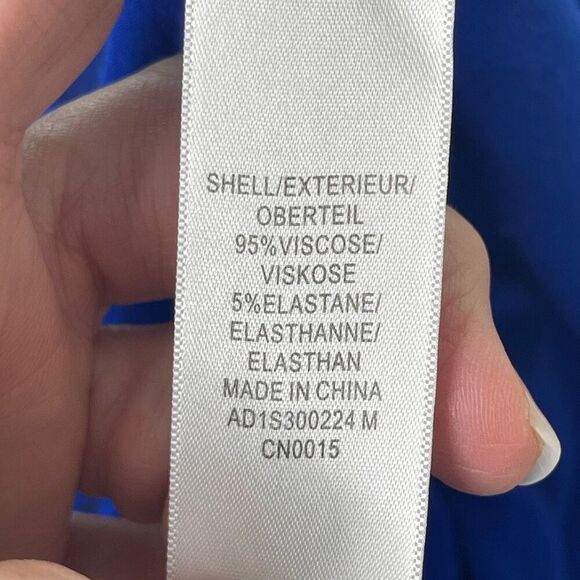 SHELL/EXTERIEUR/
OBERTEIL
95%VISCOSE/
VISKOSE
5%ELASTANE/
ELASTHANNE/
ELASTHAN
MADE IN CHINA
AD1S300224 M
CN0015